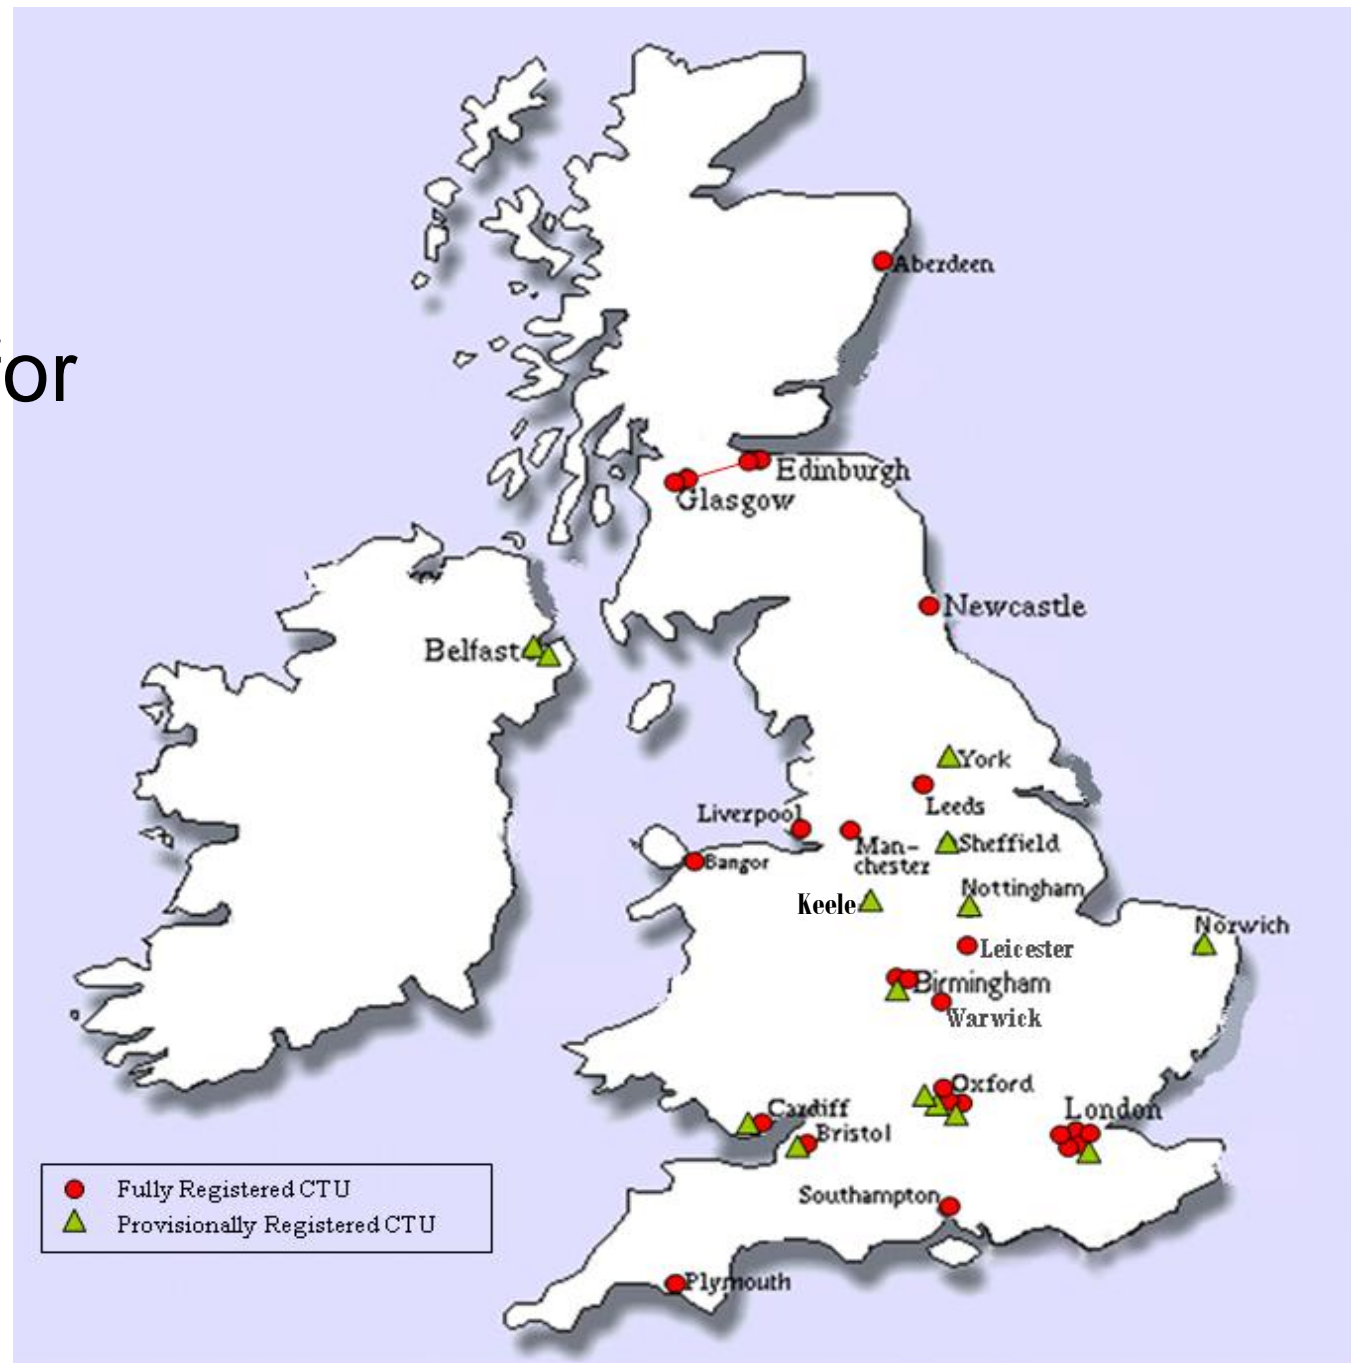 for
Aberdeen
Edinburgh
Glasgow
Newcastle
Belfast
York
Leeds
Liverpool
Man-
chester
Sheffield
Bangor
Nottingham
Keele
Norwich
Leicester
Birmingham
Warwick
Oxford
Cardiff
London
Bristol
Southampton
Plymouth
Fully Registered CTU
Provisionally Registered CTU